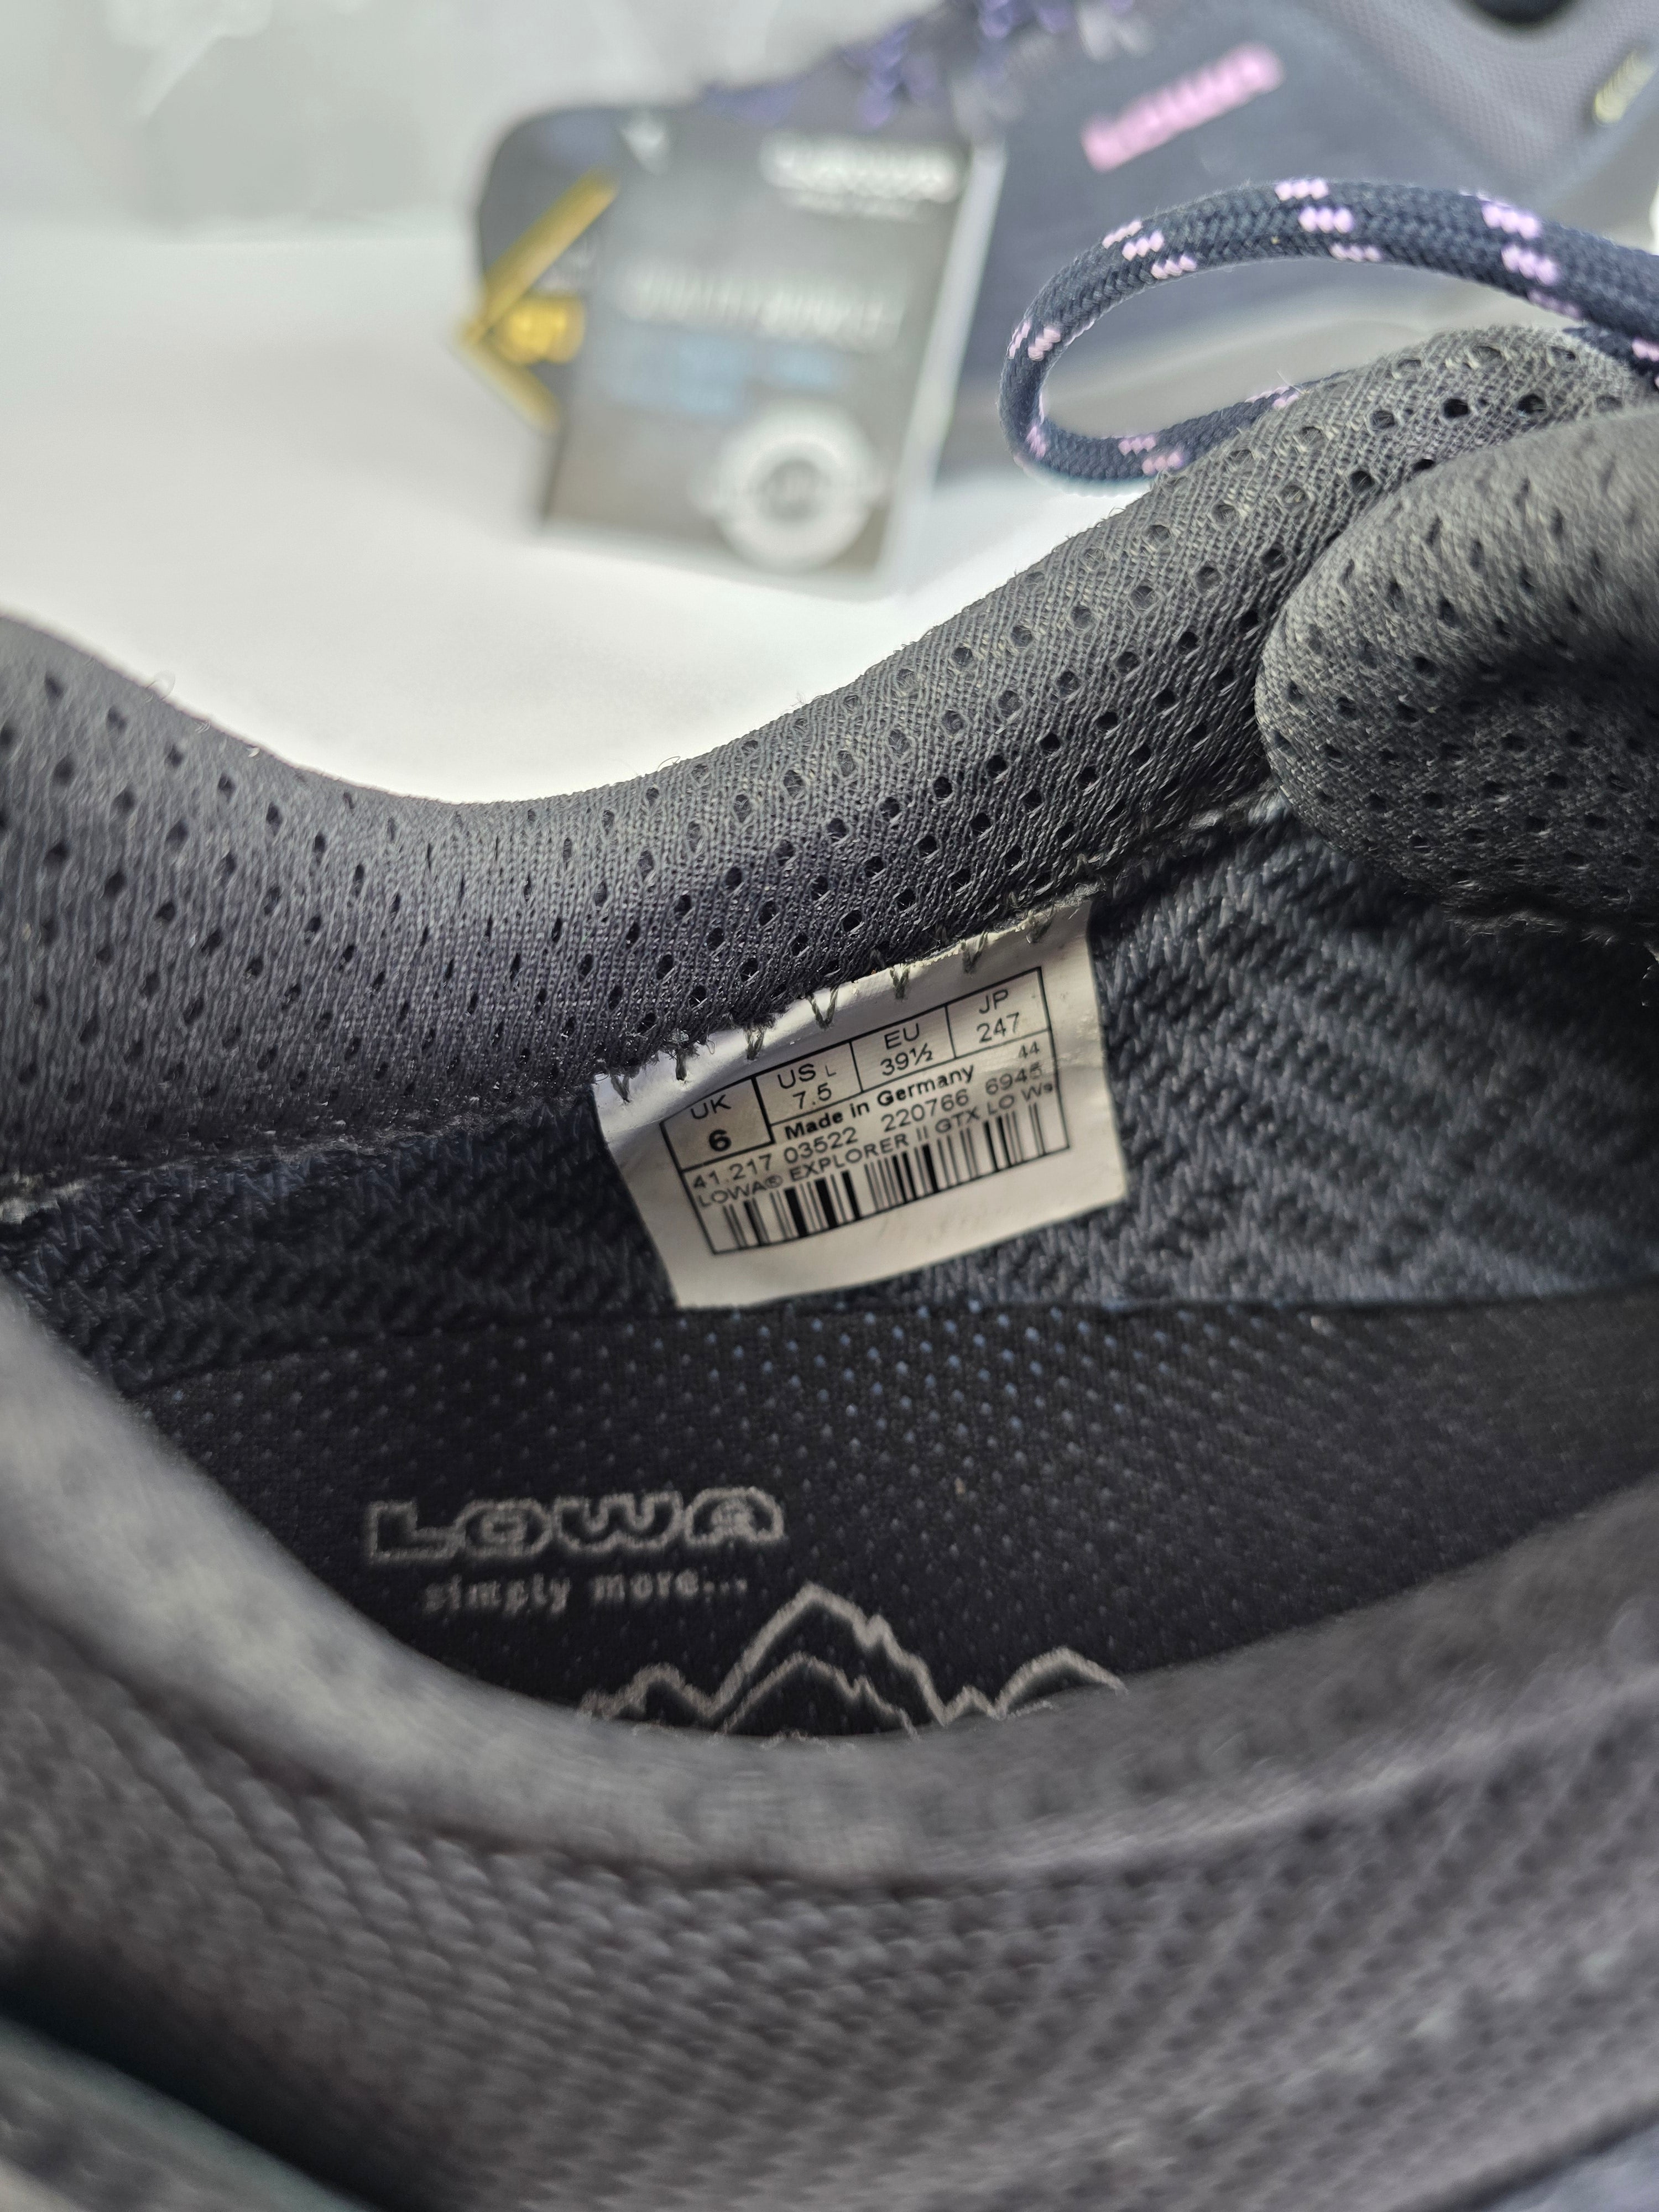 LOWA
UK
6
US L
7.5
EU
39½
JP
247
Made in Germany
44
41.217 03522 220766 6945
LOWA® EXPLORER II GTX LO Ws
LOWA
simply more...